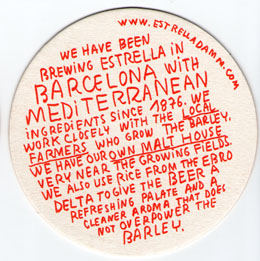 WWW.ESTRELLADAMM.COM
WE HAVE BEEN
BREWING ESTRELLA IN
BARCELONA WITH
MEDITERRANEAN
INGREDIENTS SINCE 1876. WE
WORK CLOSELY WITH THE LOCAL
FARMERS WHO GROW THE BARLEY.
WE HAVE OUR OWN MALT HOUSE
VERY NEAR THE GROWING FIELDS.
WE ALSO USE RICE FROM THE EBRO
DELTA TO GIVE THE BEER A
REFRESHING PALATE AND A
CLEANER AROMA THAT DOES
NOT OVERPOWER THE
BARLEY.